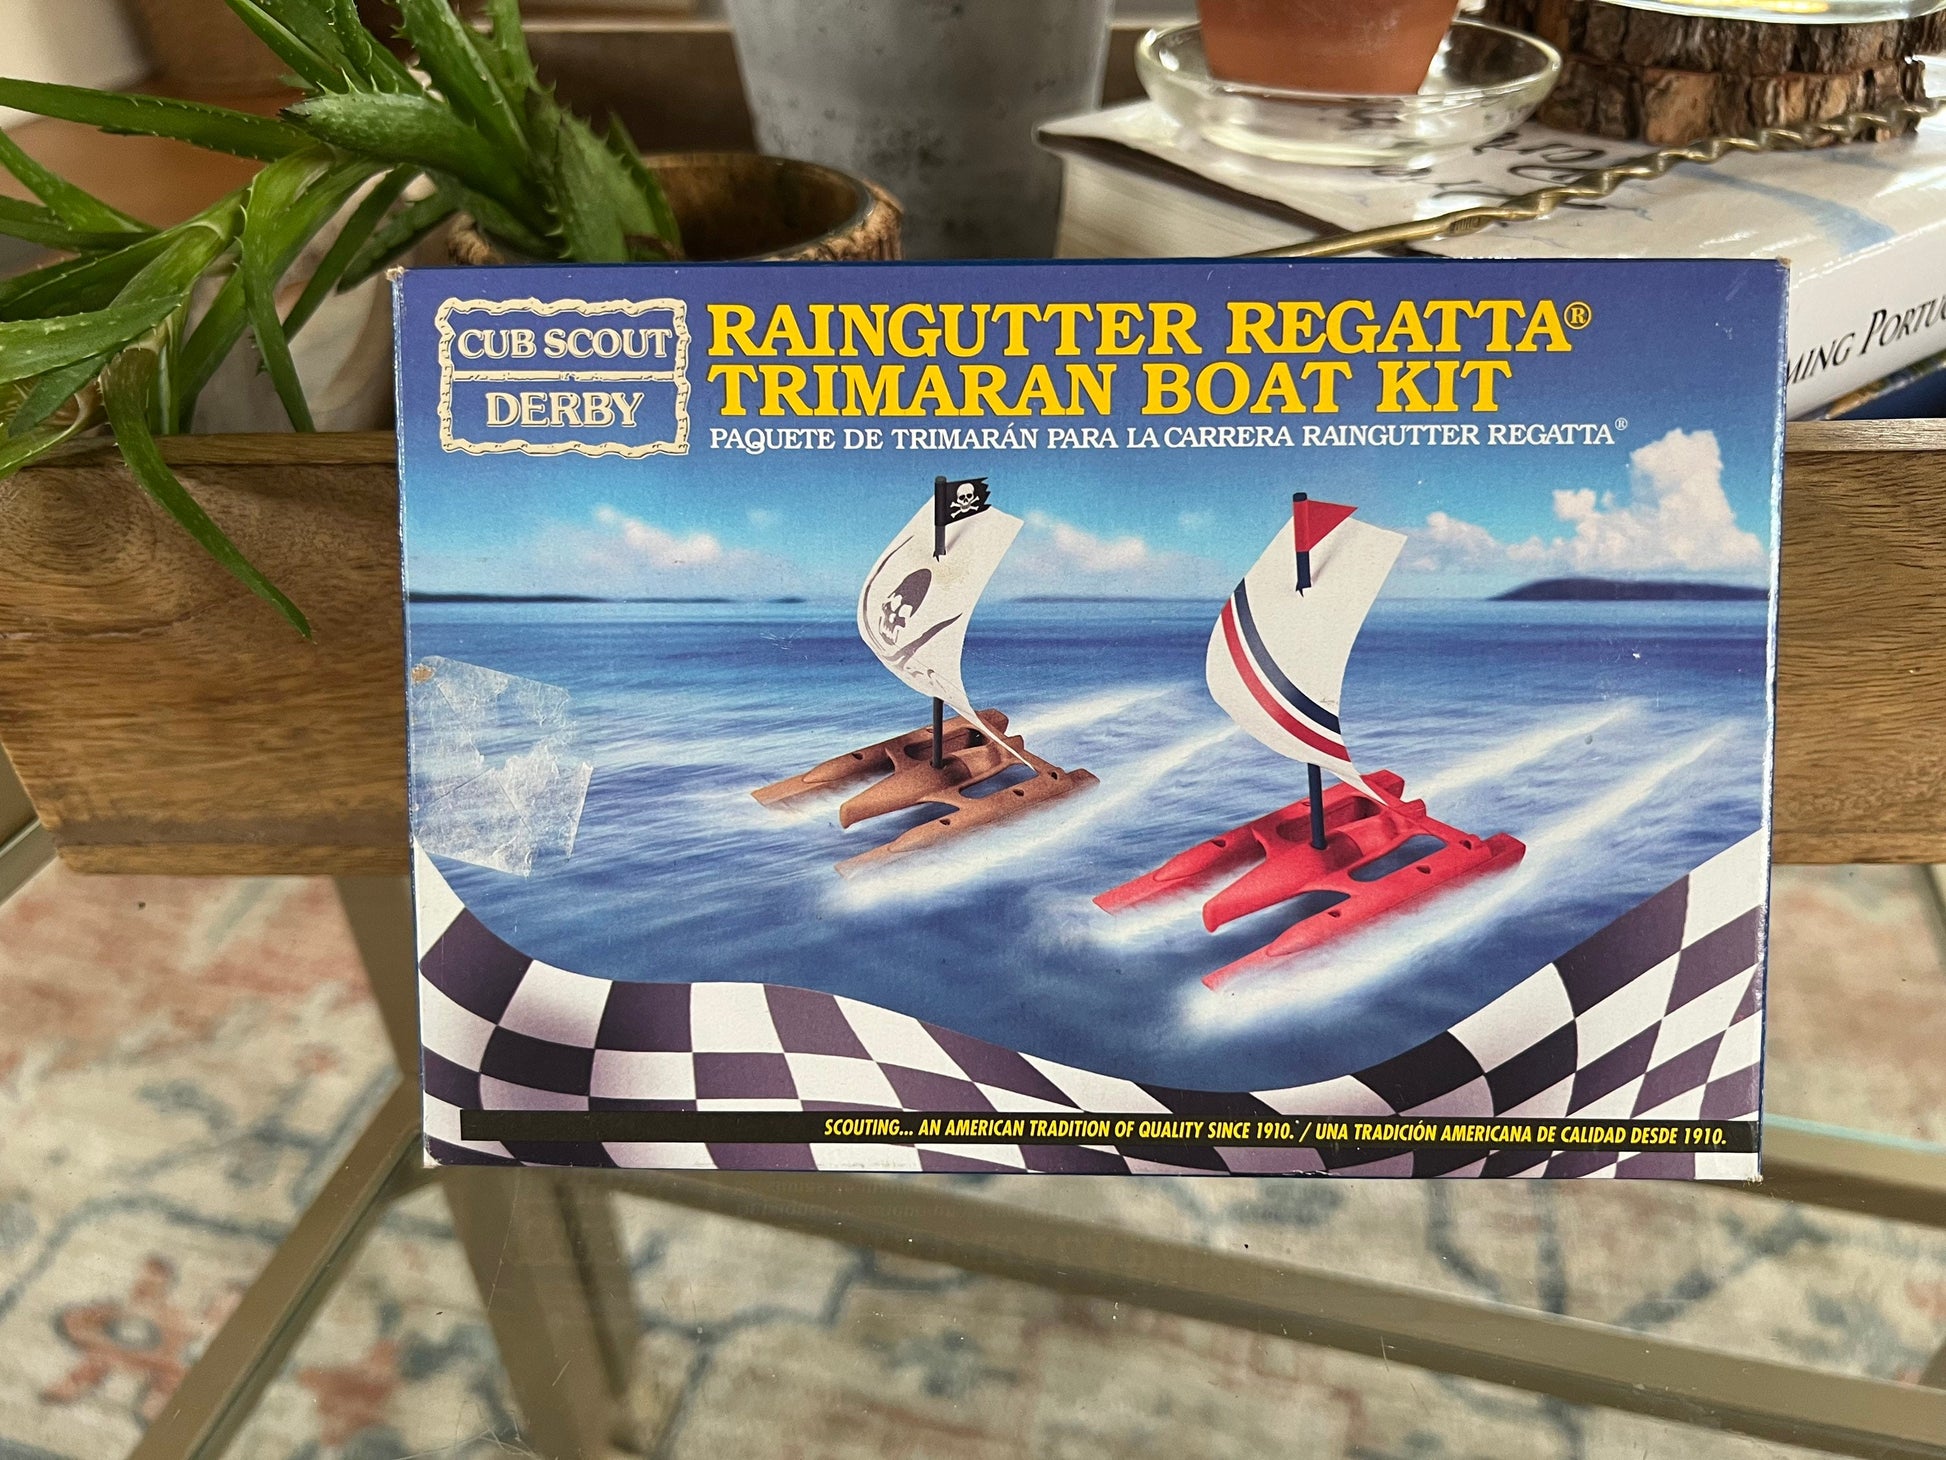 CUB SCOUT
DERBY
RAINGUTTER REGATTA®
TRIMARAN BOAT KIT
PAQUETE DE TRIMARÁN PARA LA CARRERA RAINGUTTER REGATTA®
SCOUTING... AN AMERICAN TRADITION OF QUALITY SINCE 1910.* / UNA TRADICIÓN AMERICANA DE CALIDAD DESDE 1910.